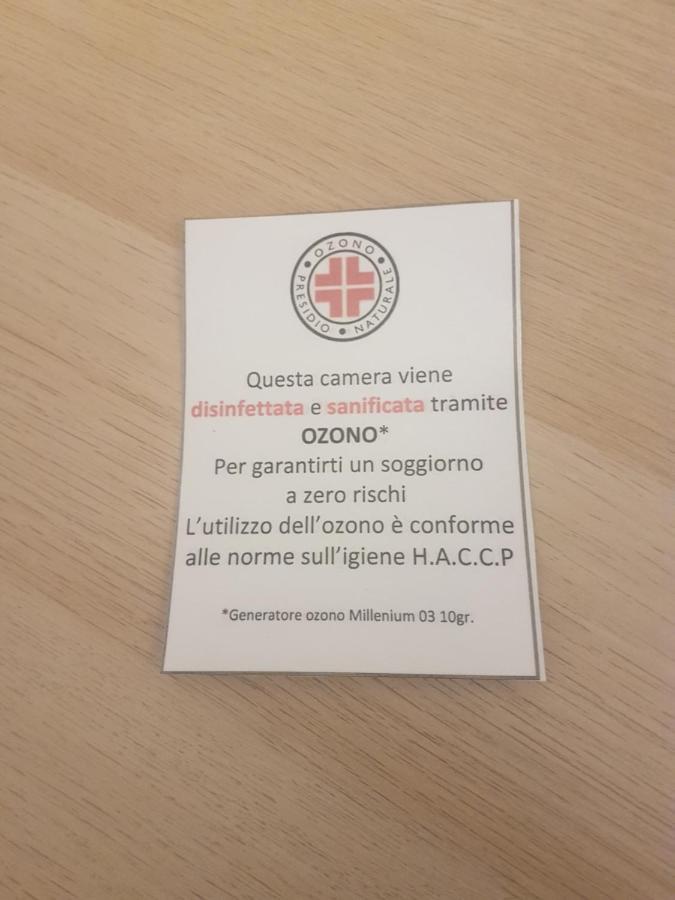 OZONO
PRESIDIO NATURALE
Questa camera viene
disinfettata e sanificata tramite
OZONO*
Per garantirti un soggiorno
a zero rischi
L'utilizzo dell'ozono è conforme
alle norme sull'igiene H.A.C.C.P
*Generatore ozono Millenium 03 10gr.